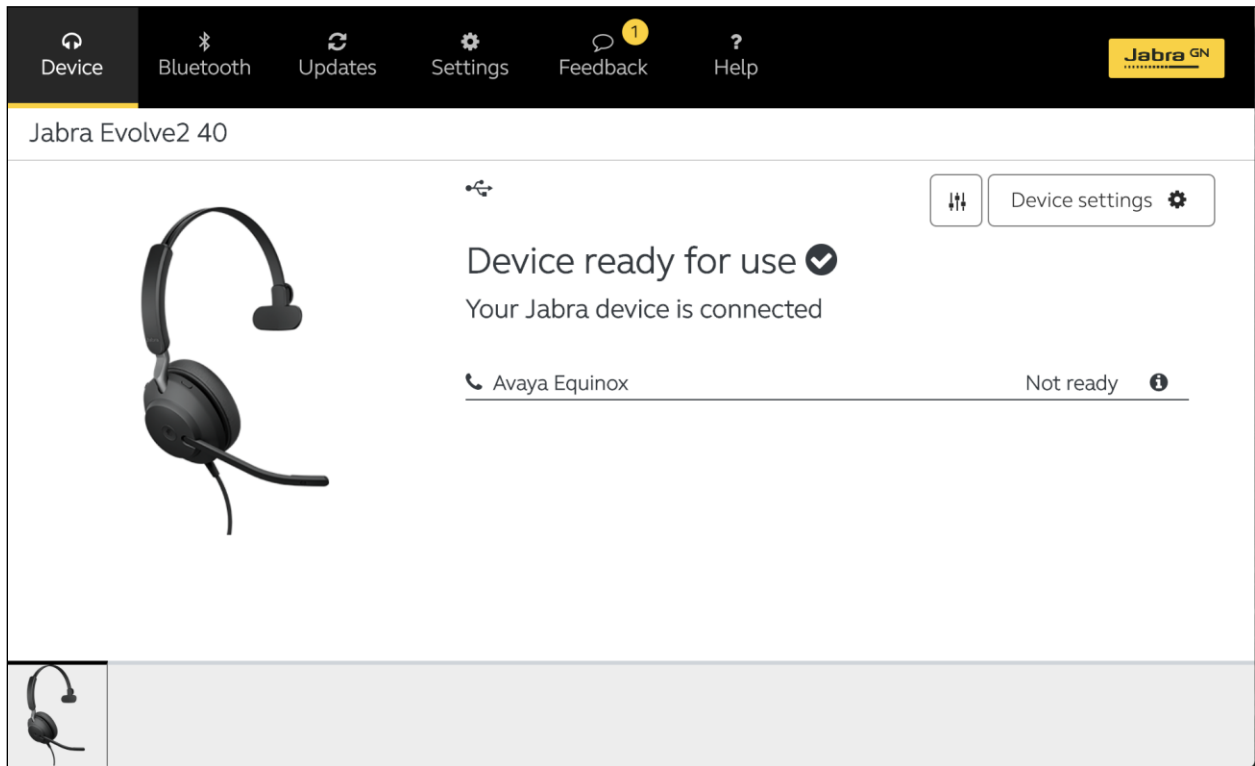 Device
Bluetooth
Updates
Settings
Feedback
1
? Help
Jabra GN
Jabra Evolve2 40
Device settings
Device ready for use
Your Jabra device is connected
Avaya Equinox Not ready